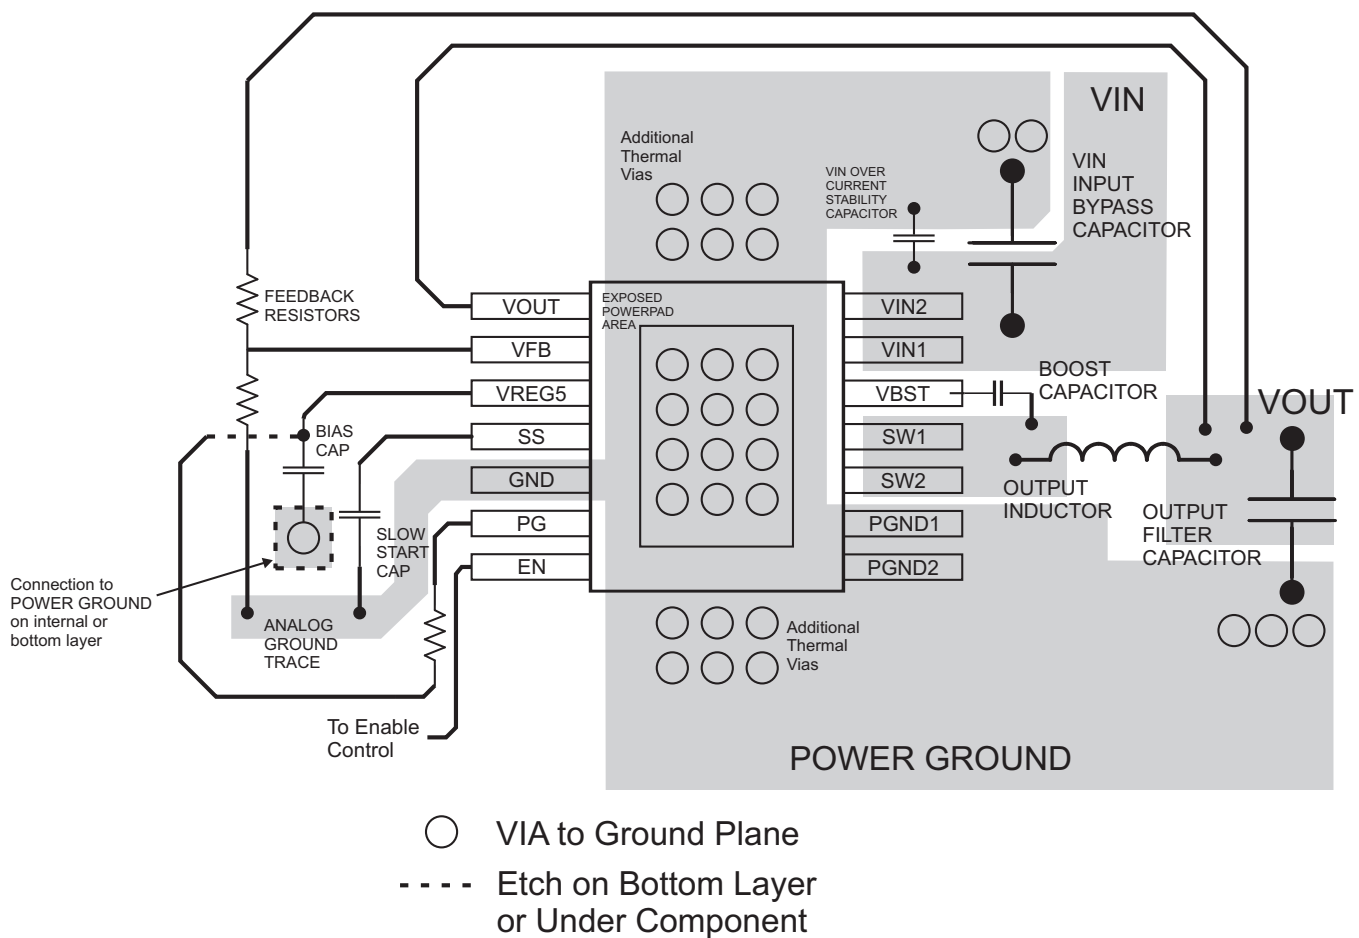 VIN
Additional
Thermal
Vias
VIN OVER
CURRENT
STABILITY
CAPACITOR
VIN
INPUT
BYPASS
CAPACITOR
FEEDBACK
RESISTORS
EXPOSED
POWERPAD
AREA
VOUT
VFB
VREG5
SS
GND
PG
EN
VIN2
VIN1
VBST
SW1
SW2
PGND1
PGND2
BOOST
CAPACITOR
VOUT
BIAS
CAP
SLOW
START
CAP
OUTPUT
INDUCTOR
OUTPUT
FILTER
CAPACITOR
Connection to
POWER GROUND
on internal or
bottom layer
ANALOG
GROUND
TRACE
Additional
Thermal
Vias
To Enable
Control
POWER GROUND
VIA to Ground Plane
Etch on Bottom Layer
or Under Component